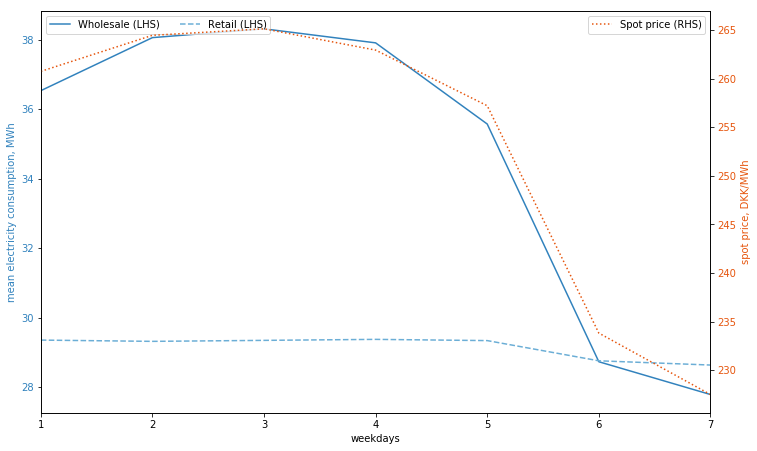 Wholesale (LHS) Retail (LHS) Spot price (RHS)
mean electricity consumption, MWh
38
36
34
32
30
28
265
260
255
250
245
240
235
230
spot price, DKK/MWh
1 2 3 4 5 6 7
weekdays